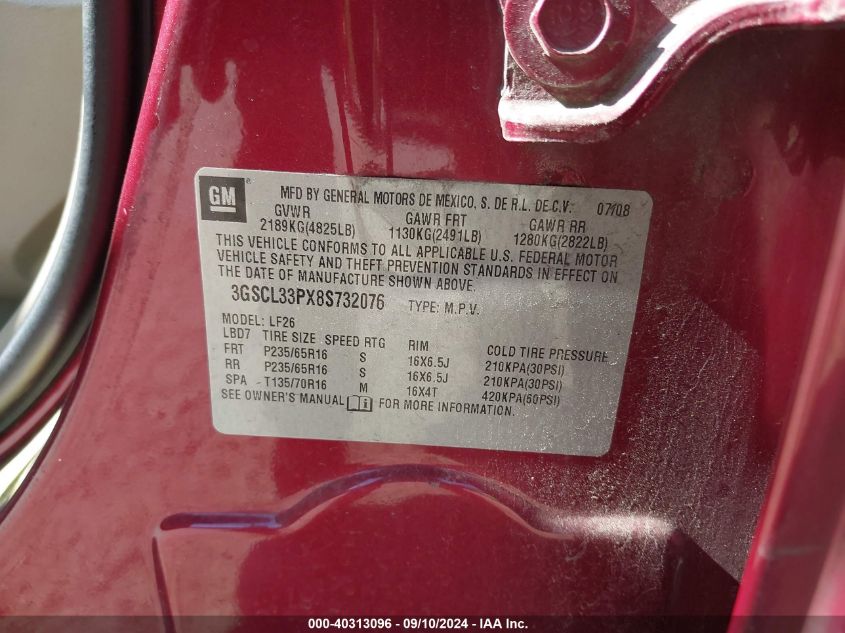 GM® MFD BY GENERAL MOTORS DE MEXICO, S. DE R.L. DE C.V. 07/08
GVWR GAWR FRT GAWR RR
2189KG(4825LB) 1130KG(2491LB) 1280KG(2822LB)
THIS VEHICLE CONFORMS TO ALL APPLICABLE U.S. FEDERAL MOTOR
VEHICLE SAFETY AND THEFT PREVENTION STANDARDS IN EFFECT ON
THE DATE OF MANUFACTURE SHOWN ABOVE.
3GSCL33PX8S732076 TYPE: M.P.V.
MODEL: LF26
LBD7 TIRE SIZE SPEED RTG RIM COLD TIRE PRESSURE
FRT P235/65R16 S 16X6.5J 210KPA(30PSI)
RR P235/65R16 S 16X6.5J 210KPA(30PSI)
SPA T135/70R16 M 16X4T 420KPA(60PSI)
SEE OWNER'S MANUAL FOR MORE INFORMATION.
000-40313096 - 09/10/2024 - IAA Inc.